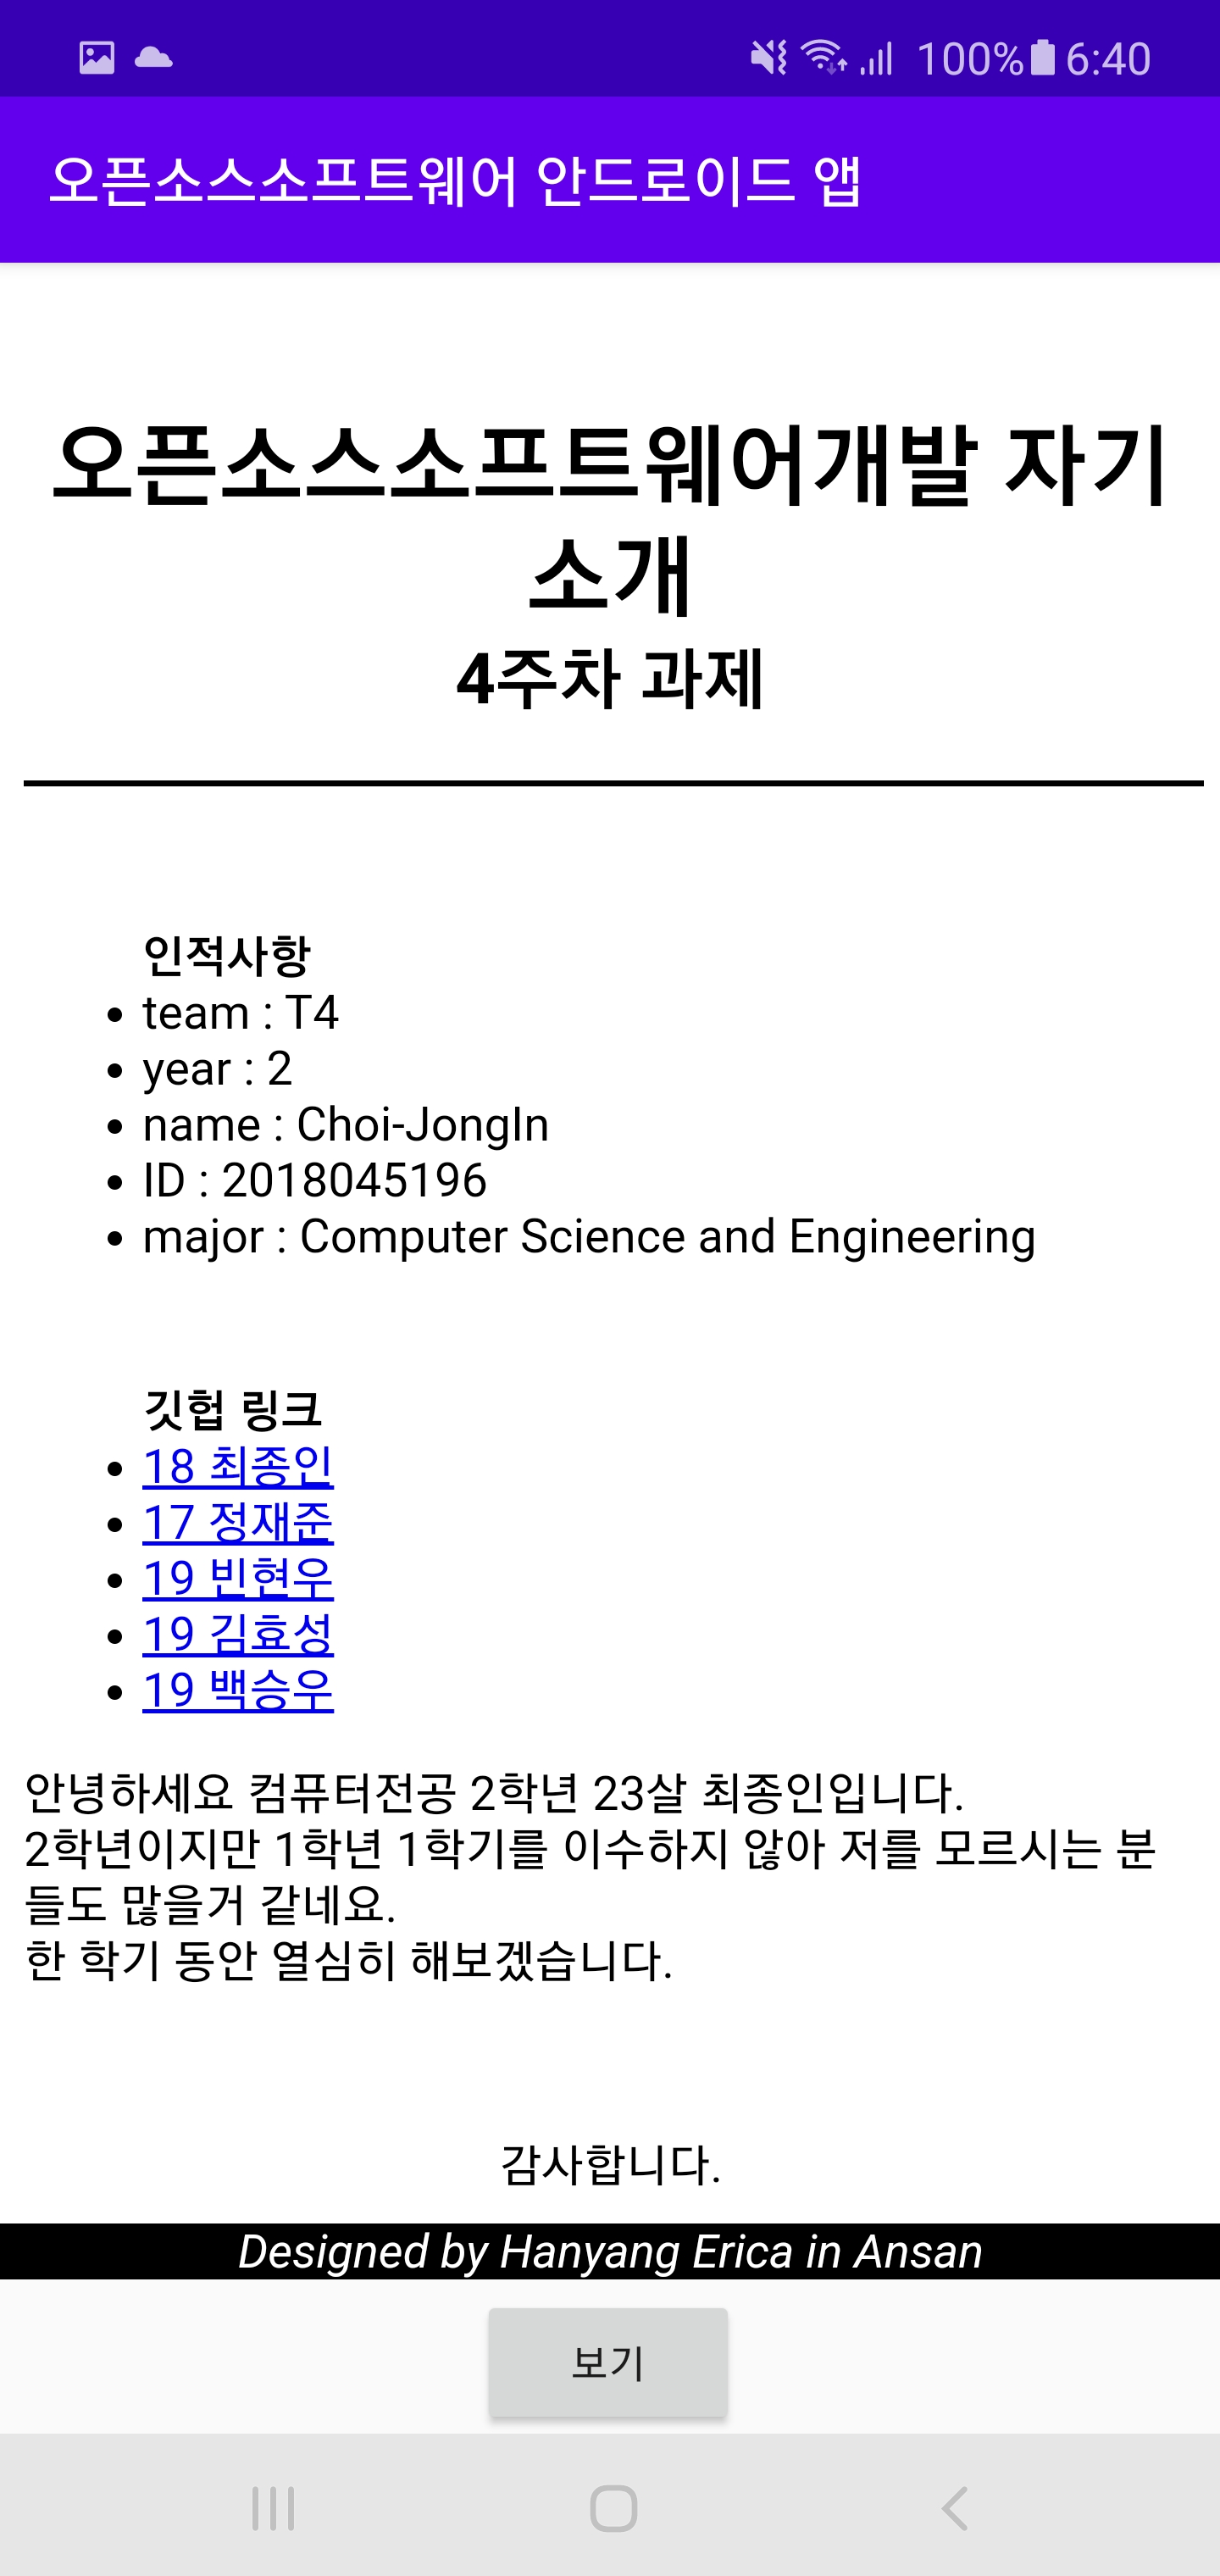 100% 6:40
오픈소스소프트웨어 안드로이드 앱
오픈소스소프트웨어개발 자기
소개
4주차 과제
인적사항
• team : T4
• year : 2
• name : Choi-JongIn
• ID : 2018045196
• major : Computer Science and Engineering
깃헙 링크
• 18 최종인
• 17 정재준
• 19 빈현우
• 19 김효성
• 19 백승우
안녕하세요 컴퓨터전공 2학년 23살 최종인입니다.
2학년이지만 1학년 1학기를 이수하지 않아 저를 모르시는 분
들도 많을거 같네요.
한 학기 동안 열심히 해보겠습니다.
감사합니다.
Designed by Hanyang Erica in Ansan
보기